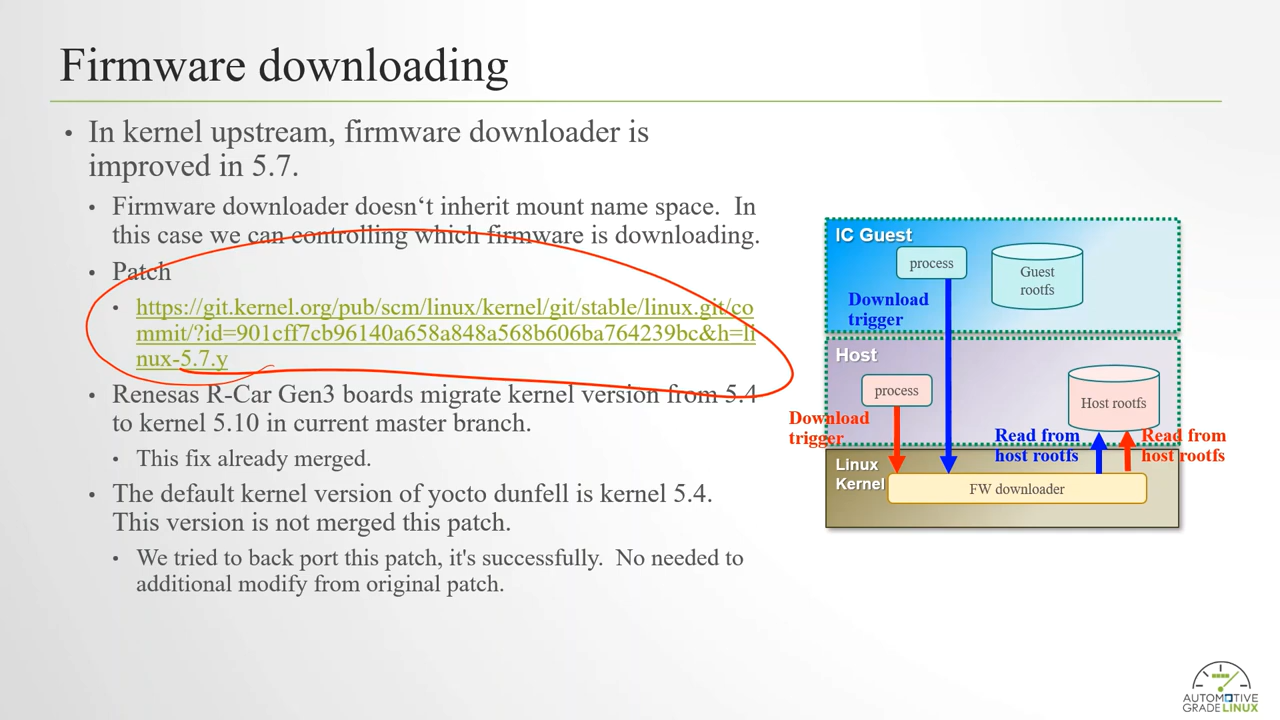 Firmware downloading
In kernel upstream, firmware downloader is
improved in 5.7.
Firmware downloader doesn‘t inherit mount name space.  In
this case we can controlling which firmware is downloading.
Patch
https://git.kernel.org/pub/scm/linux/kernel/git/stable/linux.git/co
mmit/?id=901cff7cb96140a658a848a568b606ba764239bc&h=li
nux-5.7.y
Renesas R-Car Gen3 boards migrate kernel version from 5.4
to kernel 5.10 in current master branch.
This fix already merged.
The default kernel version of yocto dunfell is kernel 5.4.
This version is not merged this patch.
We tried to back port this patch, it's successfully.  No needed to
additional modify from original patch.
IC Guest
process
Guest
rootfs
Download
trigger
Host
process
Host rootfs
Download
trigger
Read from
host rootfs
Read from
host rootfs
Linux
Kernel
FW downloader
AUTOMOTIVE
GRADE LINUX